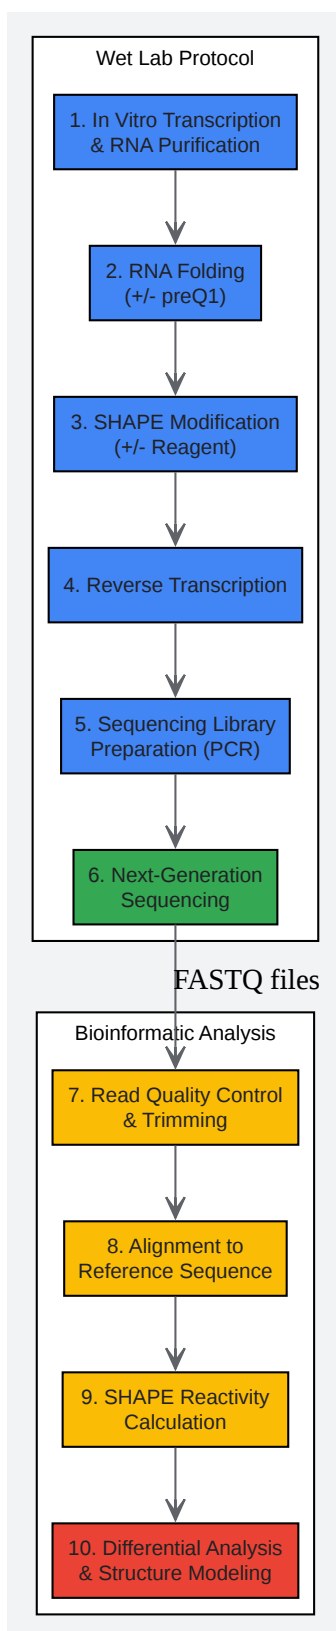 Wet Lab Protocol
1. In Vitro Transcription
& RNA Purification
2. RNA Folding
(+/- preQ1)
3. SHAPE Modification
(+/- Reagent)
4. Reverse Transcription
5. Sequencing Library
Preparation (PCR)
6. Next-Generation
Sequencing
FASTQ files
Bioinformatic Analysis
7. Read Quality Control
& Trimming
8. Alignment to
Reference Sequence
9. SHAPE Reactivity
Calculation
10. Differential Analysis
& Structure Modeling